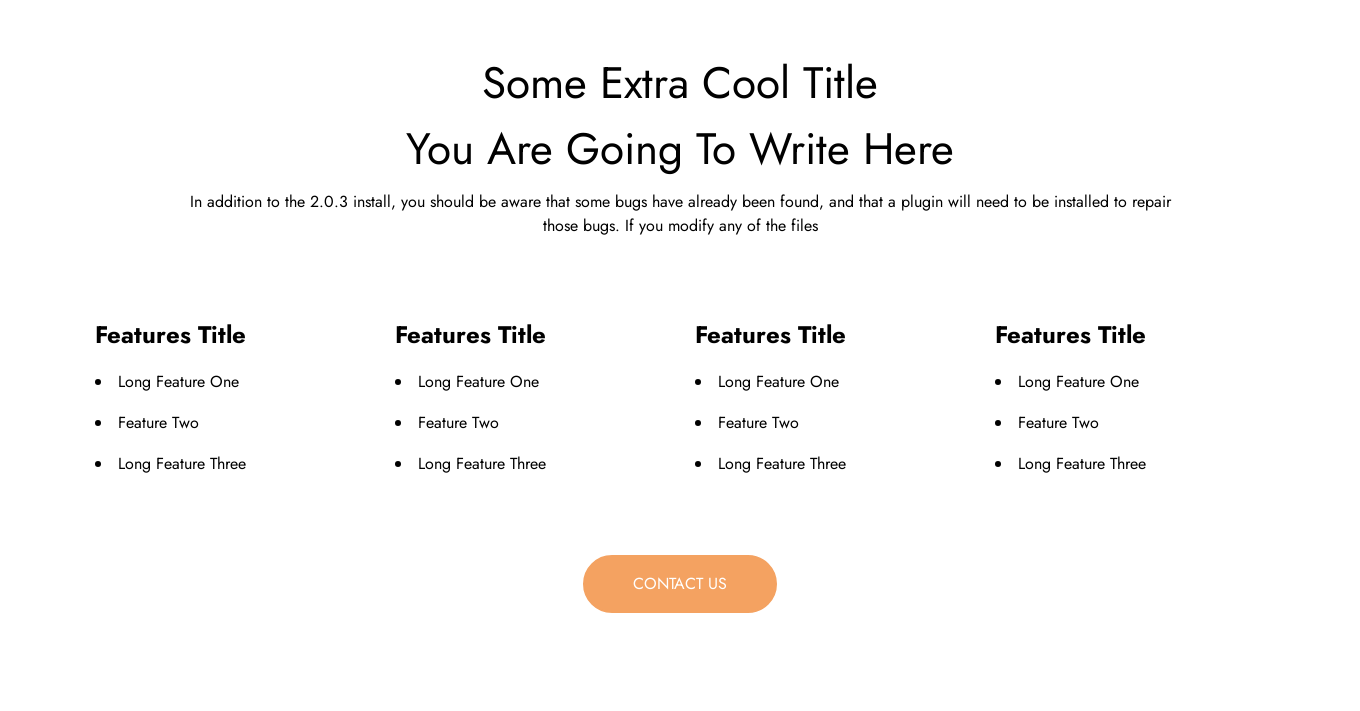 Some Extra Cool Title
You Are Going To Write Here
In addition to the 2.0.3 install, you should be aware that some bugs have already been found, and that a plugin will need to be installed to repair
those bugs. If you modify any of the files
Features Title
Long Feature One
Feature Two
Long Feature Three
Features Title
Long Feature One
Feature Two
Long Feature Three
Features Title
Long Feature One
Feature Two
Long Feature Three
Features Title
Long Feature One
Feature Two
Long Feature Three
CONTACT US